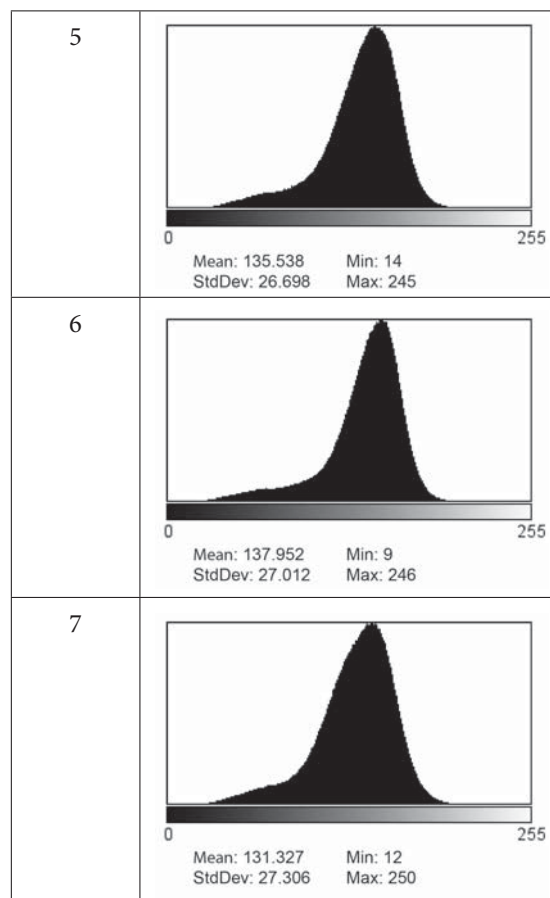 5
0 255
Mean: 135.538 Min: 14
StdDev: 26.698 Max: 245
6
0 255
Mean: 137.952 Min: 9
StdDev: 27.012 Max: 246
7
0 255
Mean: 131.327 Min: 12
StdDev: 27.306 Max: 250